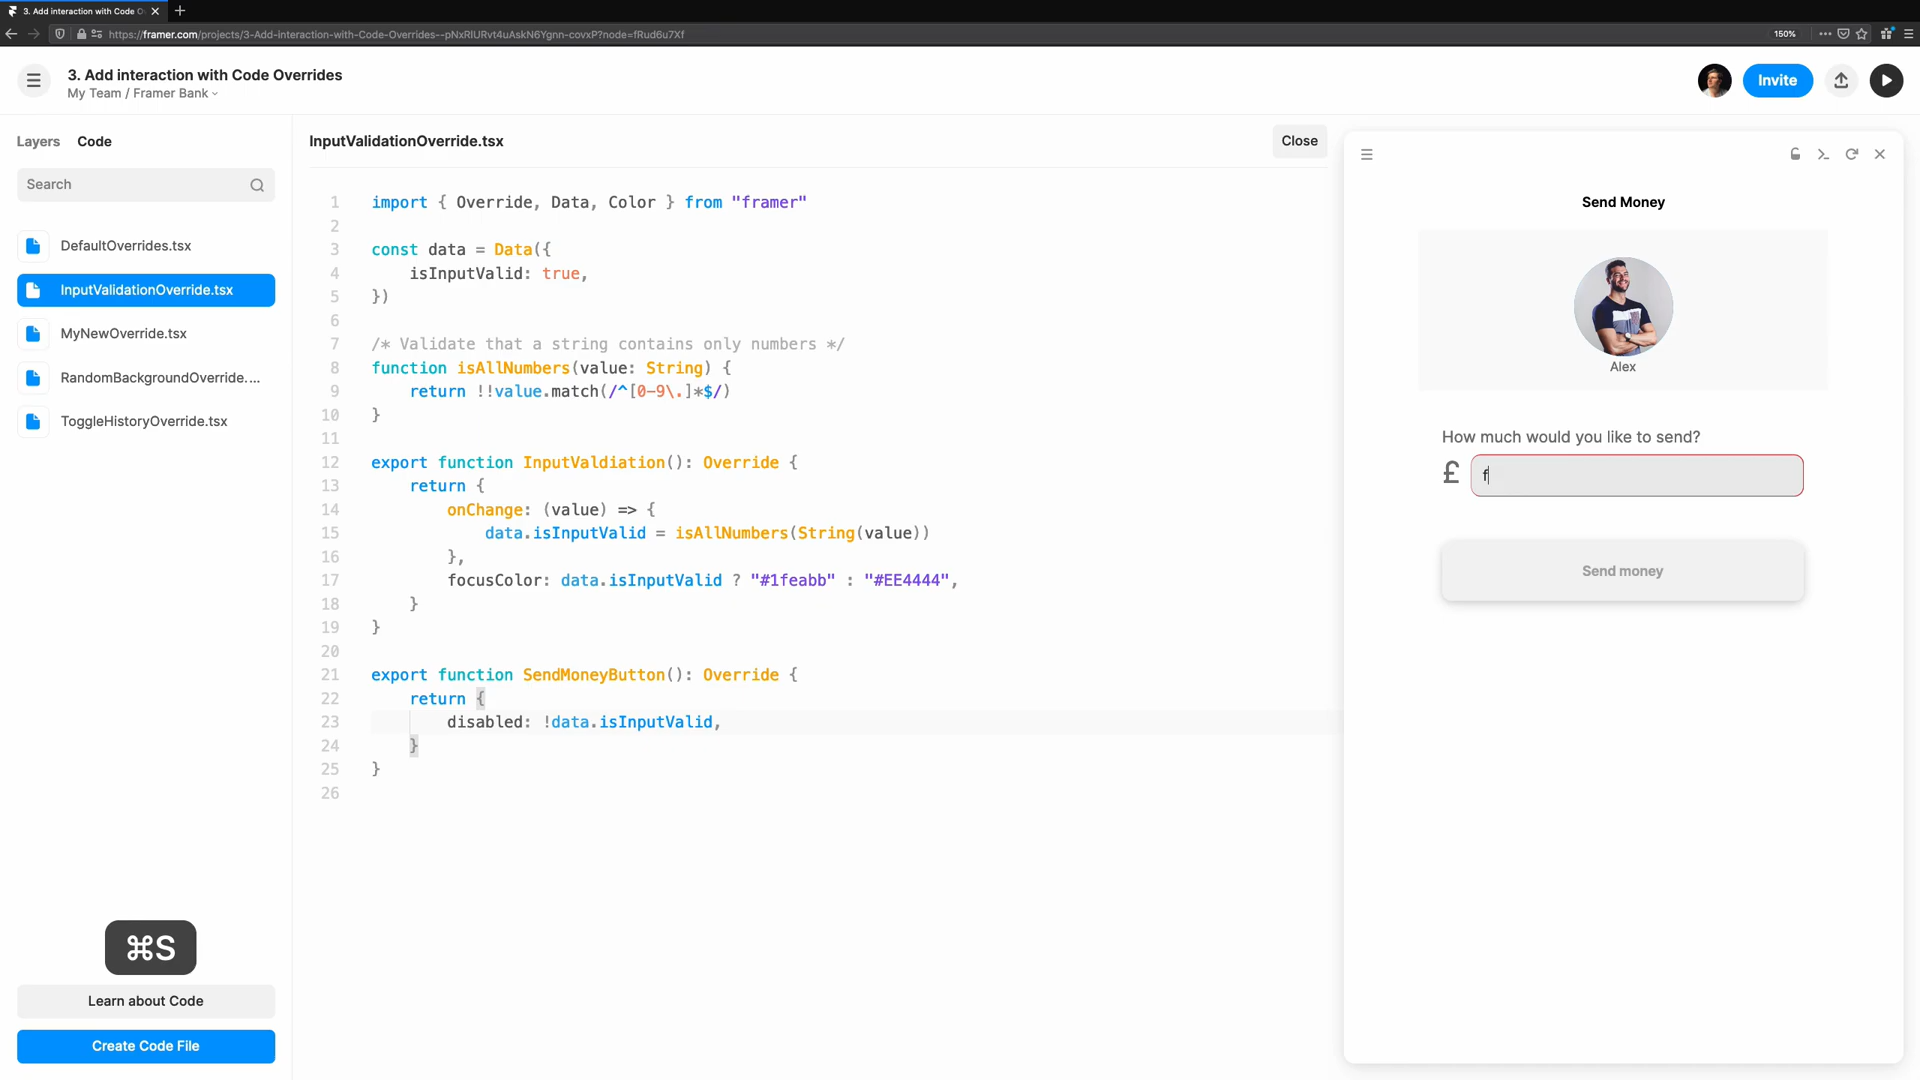 3. Add interaction with Code O
https://framer.com/projects/3-Add-interaction-with-Code-Overrides--pNxRIURvt4uAskN6Ygnn-covxP?node=fRud6u7Xf
150%
3. Add interaction with Code Overrides
My Team / Framer Bank
Invite
Layers Code
Search
DefaultOverrides.tsx
InputValidationOverride.tsx
MyNewOverride.tsx
RandomBackgroundOverride....
ToggleHistoryOverride.tsx
⌘S
Learn about Code
Create Code File
InputValidationOverride.tsx
Close
1 import { Override, Data, Color } from "framer"
2
3 const data = Data({
4 isInputValid: true,
5 })
6
7 /* Validate that a string contains only numbers */
8 function isAllNumbers(value: String) {
9 return !!value.match(/^[0-9\.]*$/)
10 }
11
12 export function InputValdiation(): Override {
13 return {
14 onChange: (value) => {
15 data.isInputValid = isAllNumbers(String(value))
16 },
17 focusColor: data.isInputValid ? "#1feabb" : "#EE4444",
18 }
19 }
20
21 export function SendMoneyButton(): Override {
22 return {
23 disabled: !data.isInputValid,
24 }
25 }
26
Send Money
Alex
How much would you like to send?
£ f
Send money